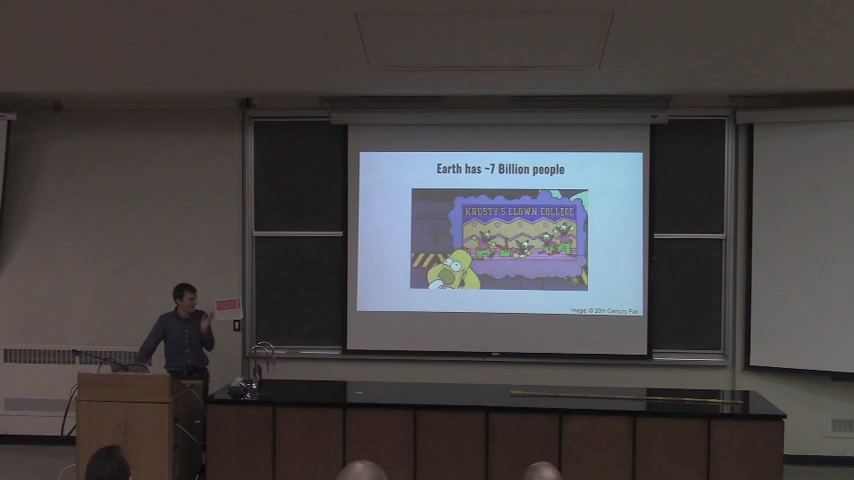 Earth has ~7 Billion people
KRUSTY'S CLOWN COLLEGE
Image: © 20th Century Fox